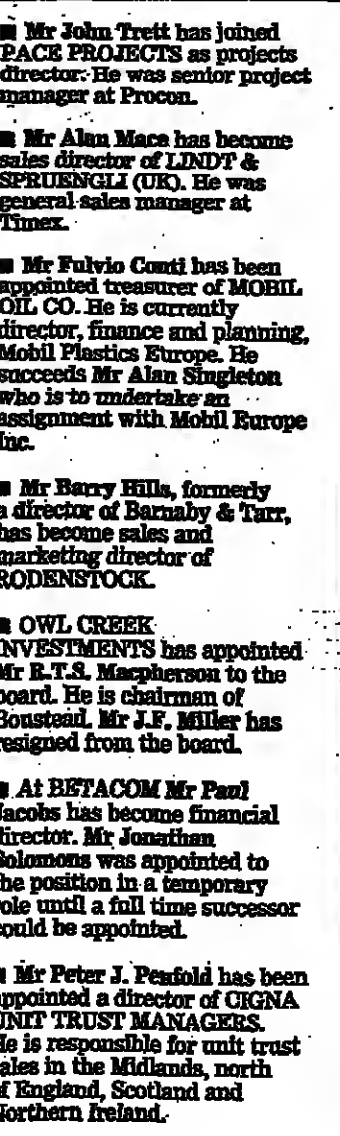 ■ Mr John Trett has joined
PACE PROJECTS as projects
director. He was senior project
manager at Procon.
■ Mr Alan Mace has become
sales director of LINDT &
SPRUENGLI (UK). He was
general sales manager at
Timex.
■ Mr Fulvio Conti has been
appointed treasurer of MOBIL
OIL CO. He is currently
director, finance and planning,
Mobil Plastics Europe. He
succeeds Mr Alan Singleton
who is to undertake an
assignment with Mobil Europe
Inc.
■ Mr Barry Hills, formerly
a director of Barnaby & Tarr,
has become sales and
marketing director of
RODENSTOCK.
■ OWL CREEK
INVESTMENTS has appointed
Mr R.T.S. Macpherson to the
board. He is chairman of
Boustead. Mr J.F. Miller has
resigned from the board.
■ At BETACOM Mr Paul
Jacobs has become financial
director. Mr Jonathan
Solomons was appointed to
the position in a temporary
role until a full time successor
could be appointed.
■ Mr Peter J. Penfold has been
appointed a director of CIGNA
UNIT TRUST MANAGERS.
He is responsible for unit trust
sales in the Midlands, north
of England, Scotland and
Northern Ireland.